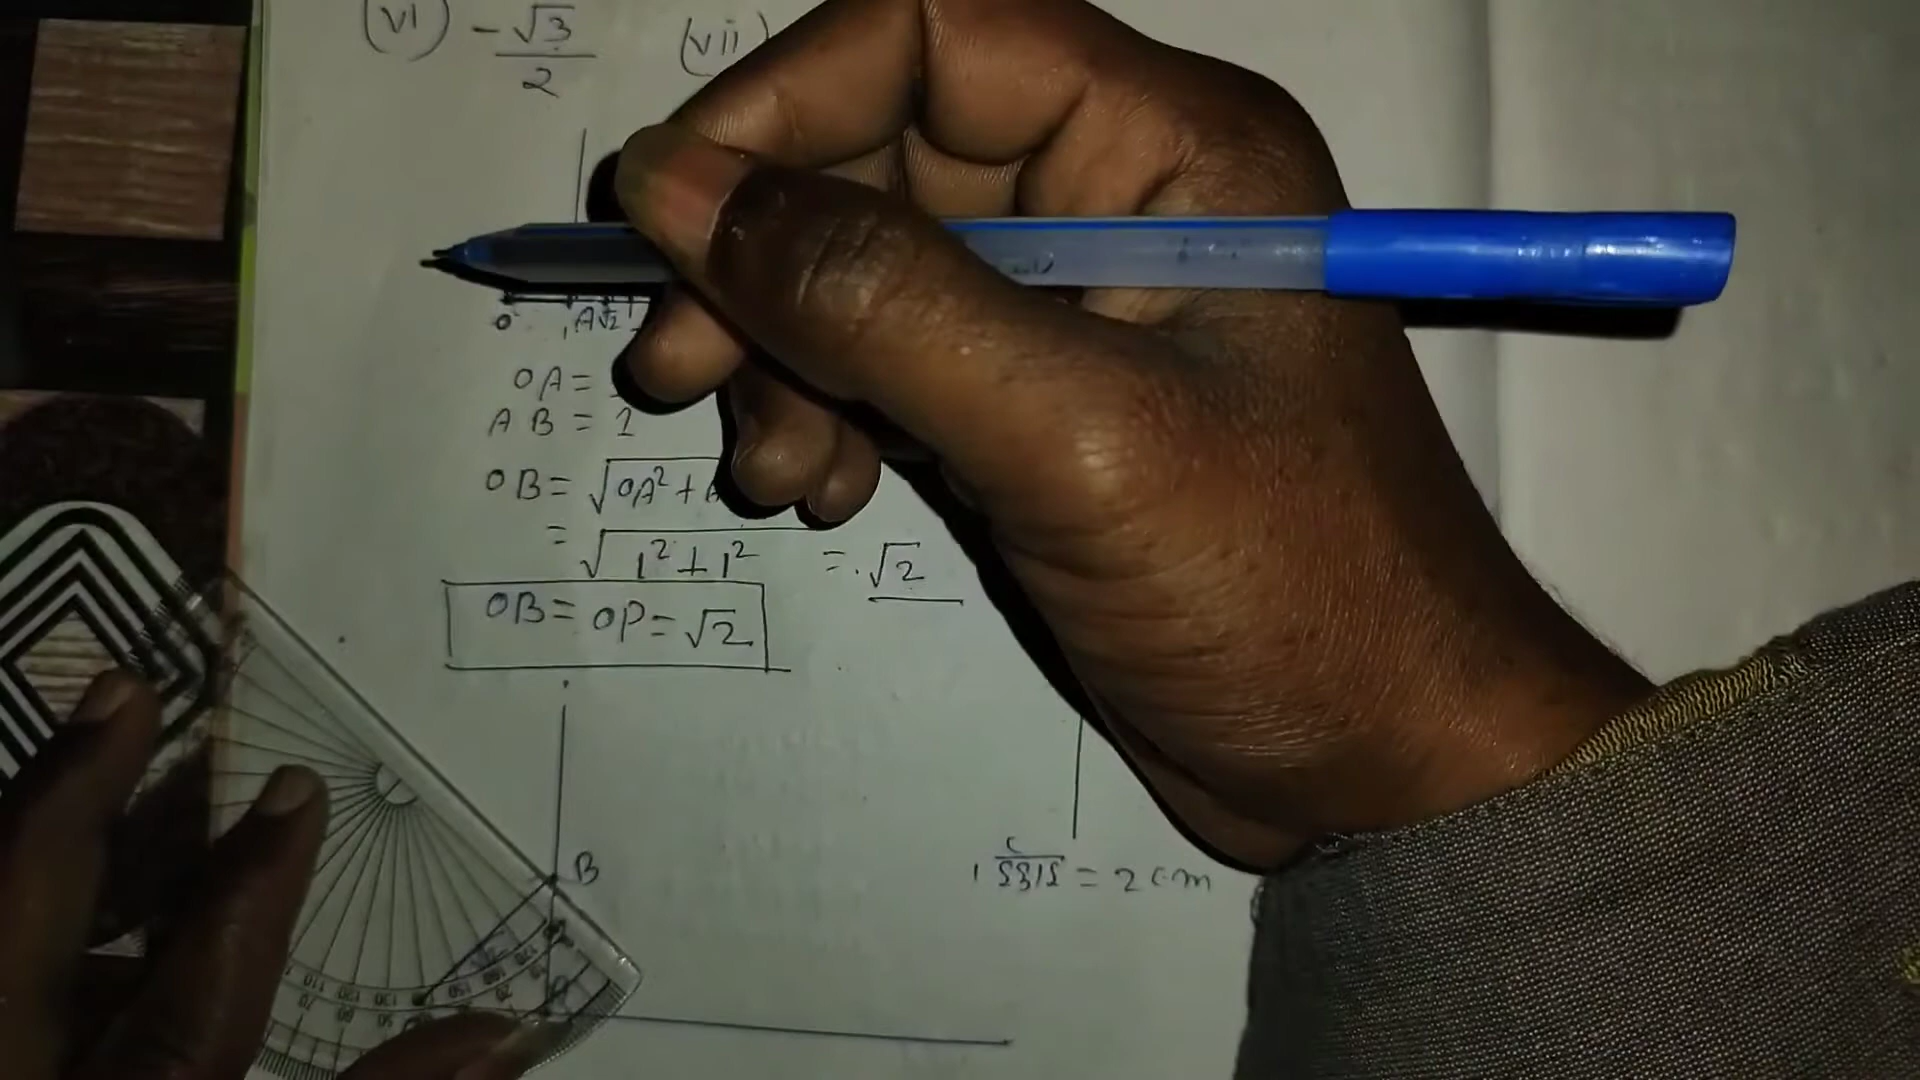 (vi) -√3/2 (vii)
O 1 A √2
OA =
AB = 1
OB = √OA² +
= √1² + 1² = √2
OB = OP = √2
B
= 2 cm